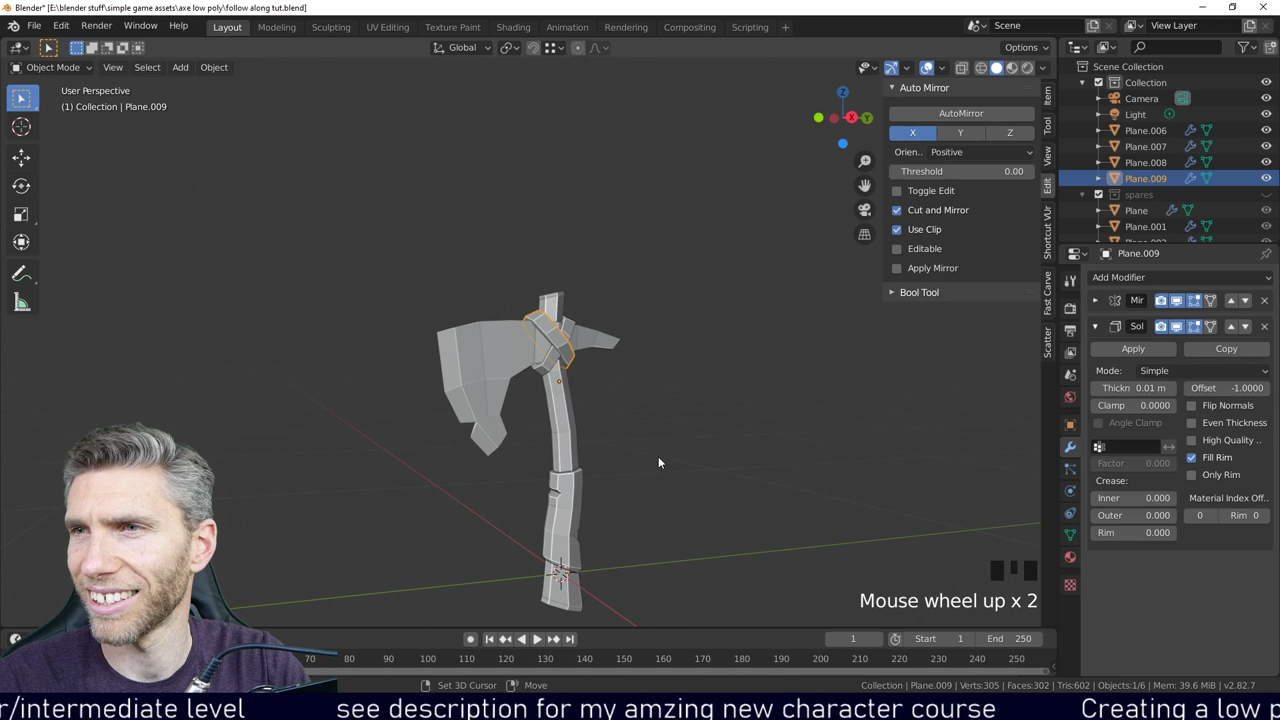 Blender* [E:\blender stuff\simple game assets\axe low poly\follow along tut.blend]
File Edit Render Window Help Layout Modeling Sculpting UV Editing Texture Paint Shading Animation Rendering Compositing Scripting + Scene View Layer
Global Options
Object Mode View Select Add Object
User Perspective
(1) Collection | Plane.009
Z
X Y
Auto Mirror
AutoMirror
X Y Z
Orien.. Positive
Threshold 0.00
Toggle Edit
Cut and Mirror
Use Clip
Editable
Apply Mirror
Bool Tool
Item
Tool
View
Edit
Shortcut VUr
Fast Carve
Scatter
Scene Collection
Collection
Camera
Light
Plane.006
Plane.007
Plane.008
Plane.009
spares
Plane
Plane.001
Plane.009
Add Modifier
Mir
Sol
Apply Copy
Mode: Simple
Thickn 0.01 m Offset -1.0000
Clamp 0.0000 Flip Normals
Angle Clamp Even Thickness
High Quality ..
Factor 0.000 Fill Rim
Crease: Only Rim
Inner 0.000 Material Index Off...
Outer 0.000 0 Rim 0
Rim 0.000
Mouse wheel up x 2
1 Start 1 End 250
70 80 90 100 110 120 130 140 150 160 170 180 190 200 210 220 230 240 250
Set 3D Cursor Move Collection | Plane.009 | Verts:305 | Faces:302 | Tris:602 | Objects:1/6 | Mem: 39.6 MiB | v2.82.7
r/intermediate level see description for my amzing new character course Creating a low p